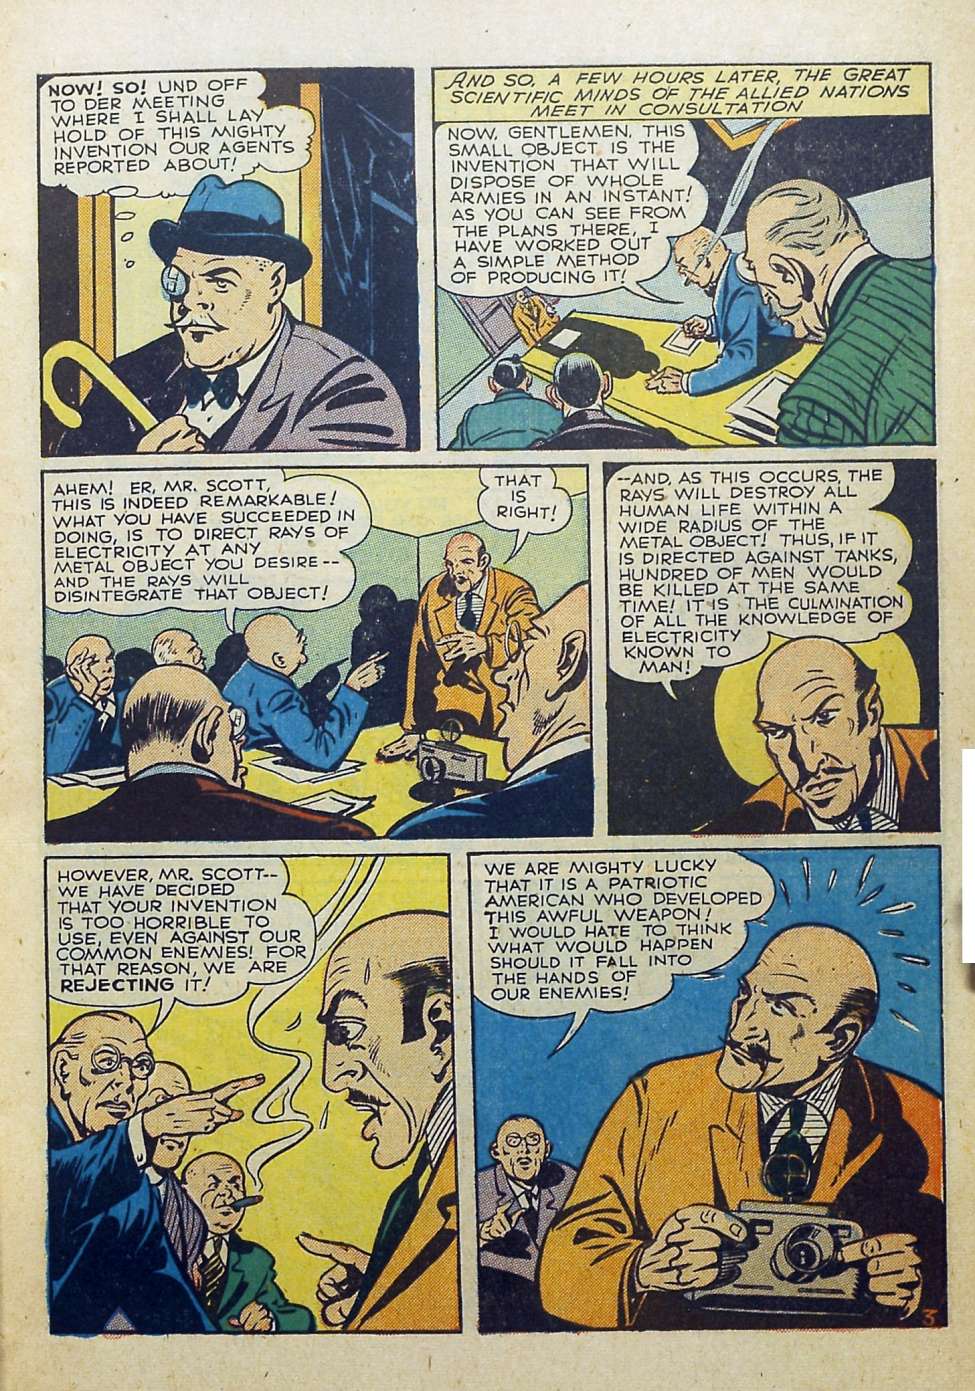 NOW! SO! UND OFF
TO DER MEETING
WHERE I SHALL LAY
HOLD OF THIS MIGHTY
INVENTION OUR AGENTS
REPORTED ABOUT!
AND SO, A FEW HOURS LATER, THE GREAT
SCIENTIFIC MINDS OF THE ALLIED NATIONS
MEET IN CONSULTATION
NOW, GENTLEMEN, THIS
SMALL OBJECT IS THE
INVENTION THAT WILL
DISPOSE OF WHOLE
ARMIES IN AN INSTANT!
AS YOU CAN SEE FROM
THE PLANS THERE, I
HAVE WORKED OUT
A SIMPLE METHOD
OF PRODUCING IT!
AHEM! ER, MR. SCOTT,
THIS IS INDEED REMARKABLE!
WHAT YOU HAVE SUCCEEDED IN
DOING, IS TO DIRECT RAYS OF
ELECTRICITY AT ANY
METAL OBJECT YOU DESIRE--
AND THE RAYS WILL
DISINTEGRATE THAT OBJECT!
THAT
IS
RIGHT!
--AND, AS THIS OCCURS, THE
RAYS WILL DESTROY ALL
HUMAN LIFE WITHIN A
WIDE RADIUS OF THE
METAL OBJECT! THUS, IF IT
IS DIRECTED AGAINST TANKS,
HUNDRED OF MEN WOULD
BE KILLED AT THE SAME
TIME! IT IS THE CULMINATION
OF ALL THE KNOWLEDGE OF
ELECTRICITY
KNOWN TO
MAN!
HOWEVER, MR. SCOTT--
WE HAVE DECIDED
THAT YOUR INVENTION
IS TOO HORRIBLE TO
USE, EVEN AGAINST OUR
COMMON ENEMIES! FOR
THAT REASON, WE ARE
REJECTING IT!
WE ARE MIGHTY LUCKY
THAT IT IS A PATRIOTIC
AMERICAN WHO DEVELOPED
THIS AWFUL WEAPON!
I WOULD HATE TO THINK
WHAT WOULD HAPPEN
SHOULD IT FALL INTO
THE HANDS OF
OUR ENEMIES!
3